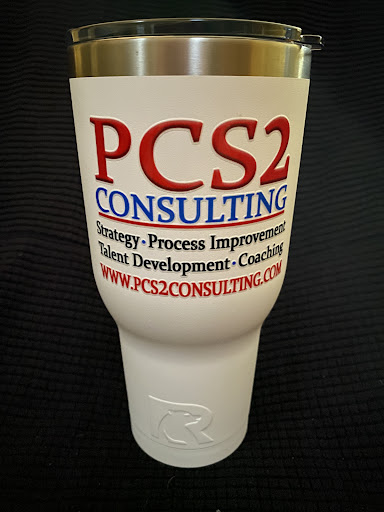 PCS2
CONSULTING
Strategy • Process Improvement
Talent Development • Coaching
WWW.PCS2CONSULTING.COM
R